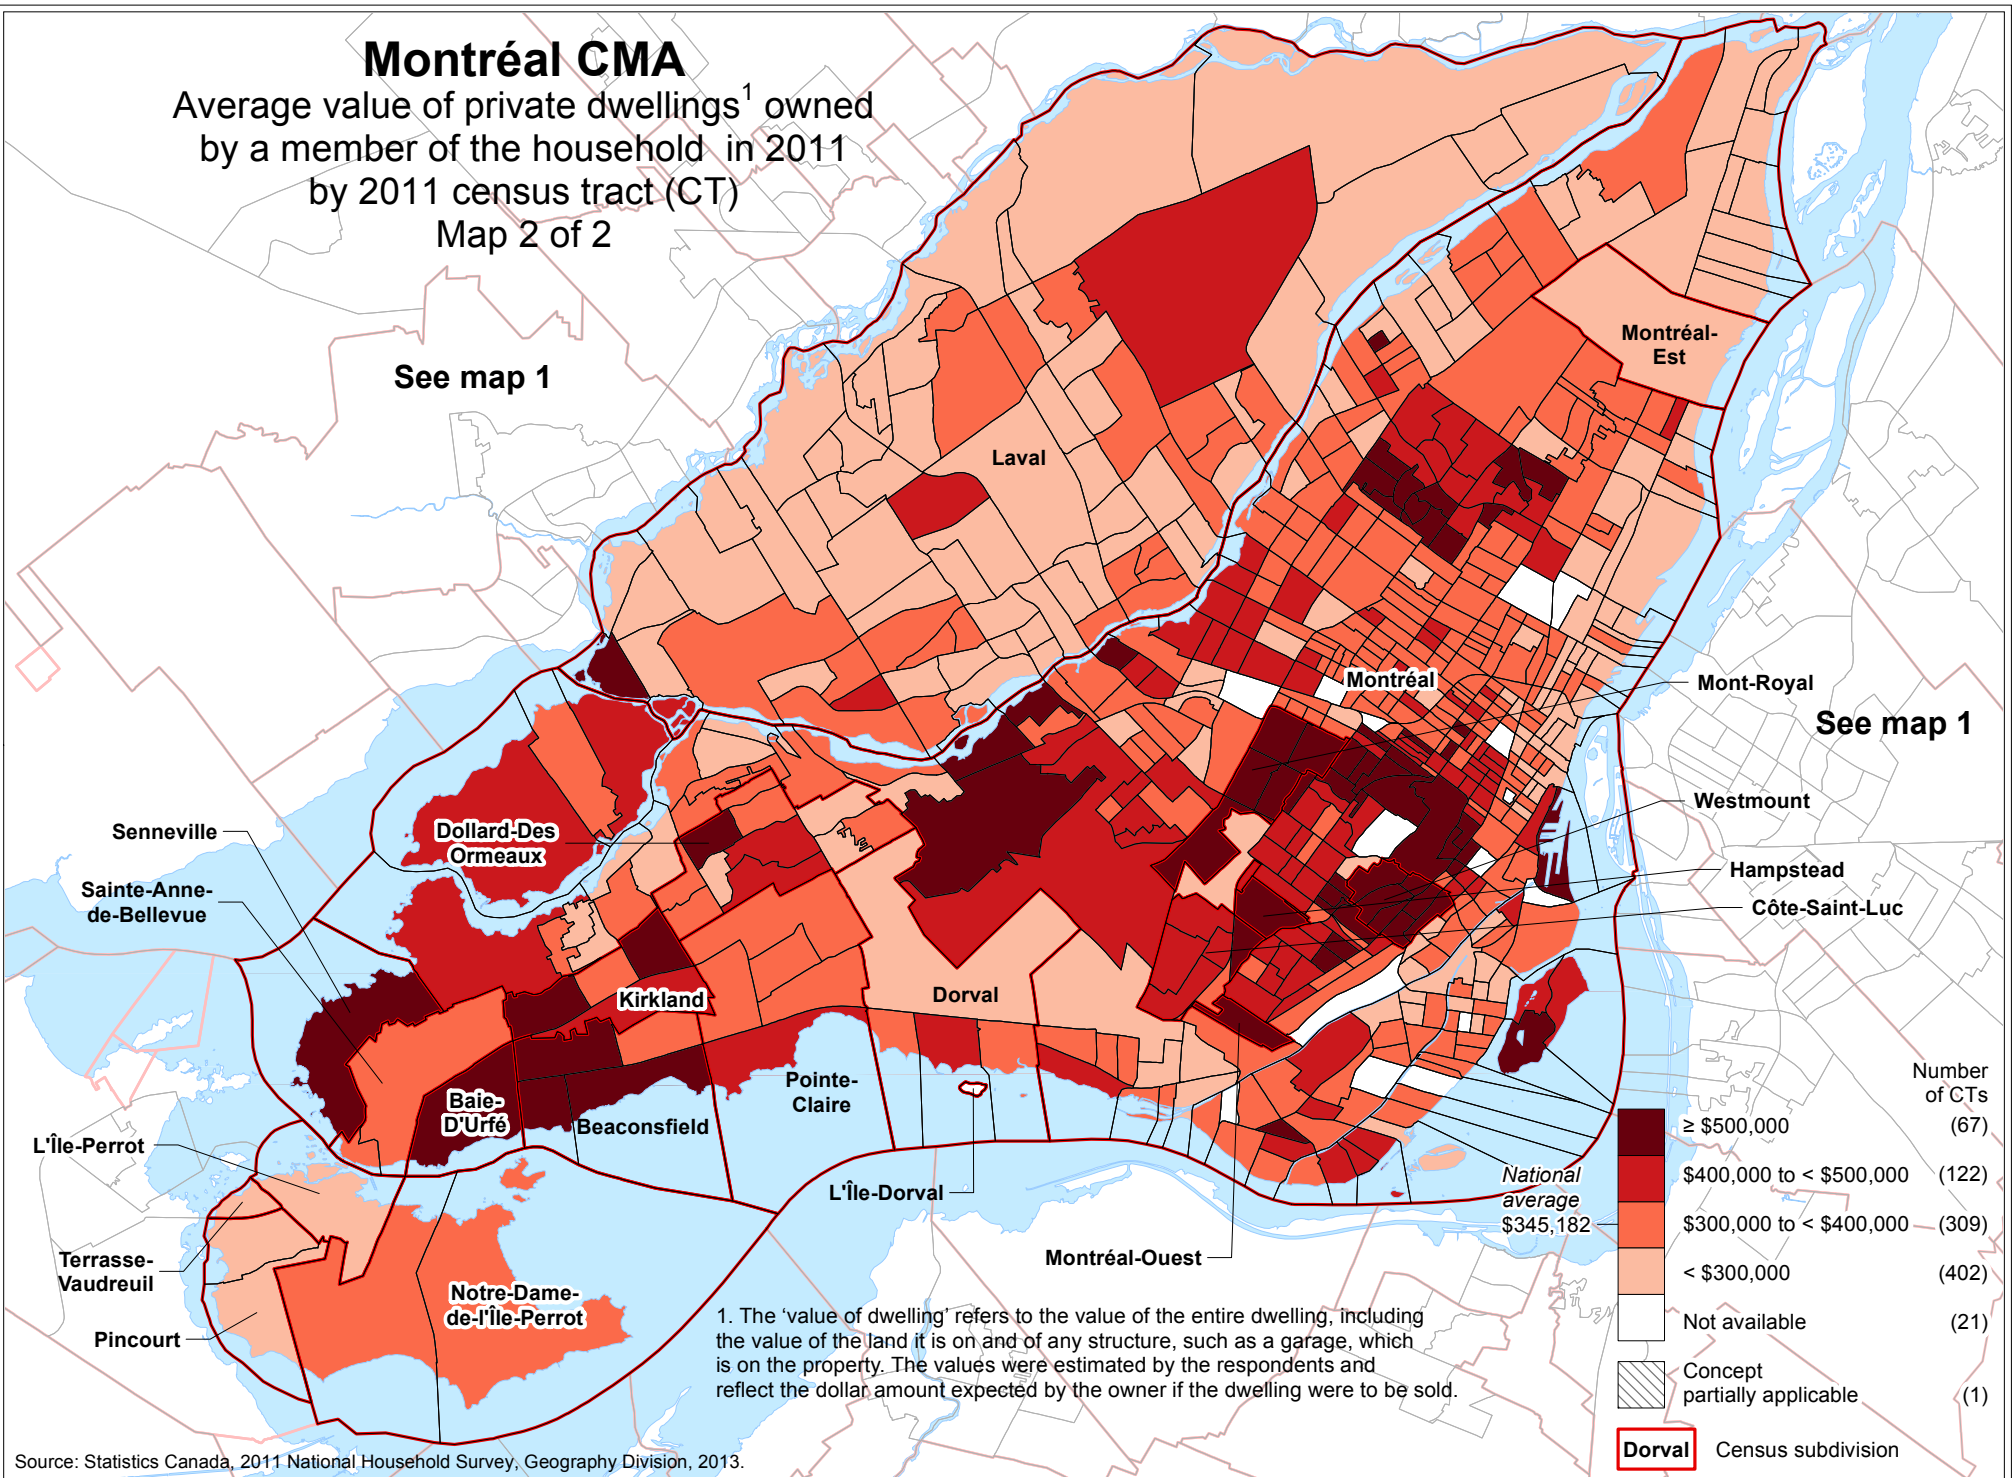 Montréal CMA
Average value of private dwellings¹ owned
by a member of the household in 2011
by 2011 census tract (CT)
Map 2 of 2
See map 1
Montréal-
Est
Laval
Montréal
Mont-Royal
See map 1
Westmount
Hampstead
Côte-Saint-Luc
Senneville
Dollard-Des
Ormeaux
Sainte-Anne-
de-Bellevue
Kirkland
Dorval
Baie-
D'Urfé
Beaconsfield
Pointe-
Claire
L'Île-Perrot
L'Île-Dorval
Montréal-Ouest
Terrasse-
Vaudreuil
Notre-Dame-
de-l'Île-Perrot
Pincourt
Number
of CTs
≥ $500,000 (67)
$400,000 to < $500,000 (122)
National
average
$345,182
$300,000 to < $400,000 (309)
< $300,000 (402)
Not available (21)
Concept
partially applicable (1)
Dorval Census subdivision
1. The ‘value of dwelling’ refers to the value of the entire dwelling, including
the value of the land it is on and of any structure, such as a garage, which
is on the property. The values were estimated by the respondents and
reflect the dollar amount expected by the owner if the dwelling were to be sold.
Source: Statistics Canada, 2011 National Household Survey, Geography Division, 2013.